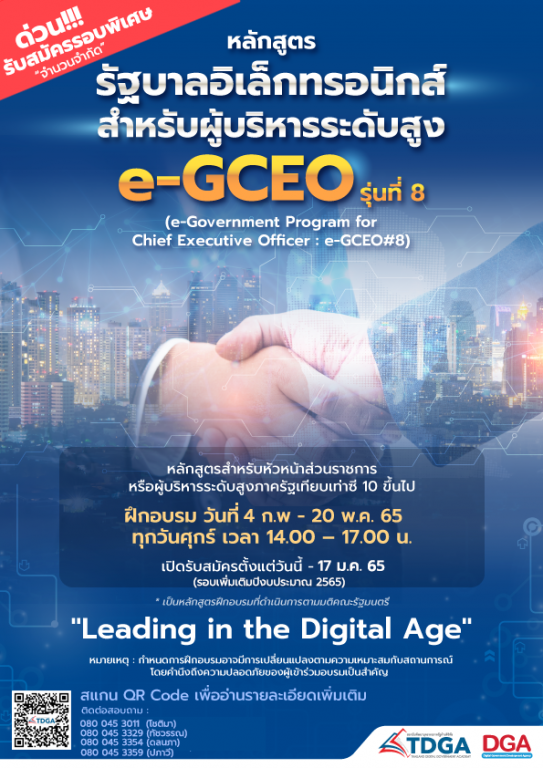 ด่วน!!!
รับสมัครรอบพิเศษ
"จำนวนจำกัด"
หลักสูตร
รัฐบาลอิเล็กทรอนิกส์
สำหรับผู้บริหารระดับสูง
e-GCEO รุ่นที่ 8
(e-Government Program for
Chief Executive Officer : e-GCEO#8)
หลักสูตรสำหรับหัวหน้าส่วนราชการ
หรือผู้บริหารระดับสูงภาครัฐเทียบเท่าซี 10 ขึ้นไป
ฝึกอบรม วันที่ 4 ก.พ - 20 พ.ค. 65
ทุกวันศุกร์ เวลา 14.00 – 17.00 น.
เปิดรับสมัครตั้งแต่วันนี้ - 17 ม.ค. 65
(รอบเพิ่มเติมปีงบประมาณ 2565)
* เป็นหลักสูตรฝึกอบรมที่ดำเนินการตามมติคณะรัฐมนตรี
"Leading in the Digital Age"
หมายเหตุ : กำหนดการฝึกอบรมอาจมีการเปลี่ยนแปลงตามความเหมาะสมกับสถานการณ์
โดยคำนึงถึงความปลอดภัยของผู้เข้าร่วมอบรมเป็นสำคัญ
สแกน QR Code เพื่ออ่านรายละเอียดเพิ่มเติม
ติดต่อสอบถาม :
080 045 3011 (โชติมา)
080 045 3329 (ทัชวรรณ)
080 045 3354 (ดลนภา)
080 045 3359 (ปภาวี)
TDGA
TDGA
THAILAND DIGITAL GOVERNMENT ACADEMY
DGA